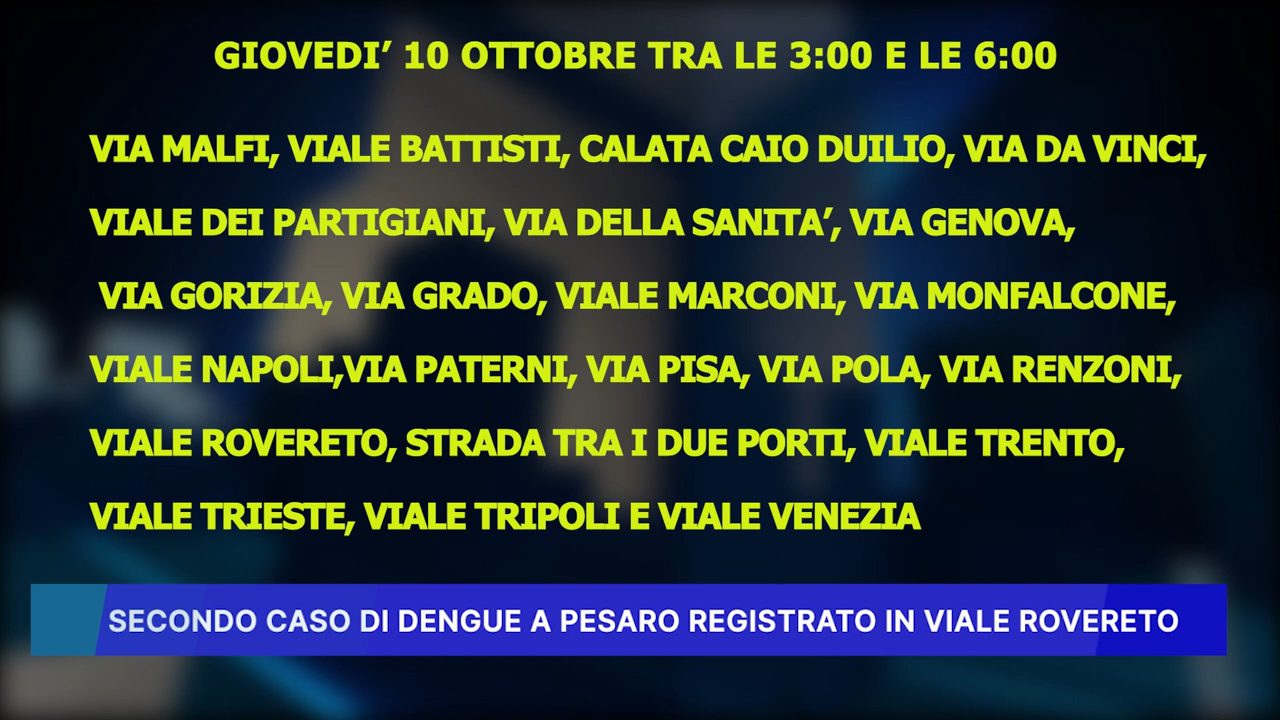 GIOVEDI’ 10 OTTOBRE TRA LE 3:00 E LE 6:00
VIA MALFI, VIALE BATTISTI, CALATA CAIO DUILIO, VIA DA VINCI,
VIALE DEI PARTIGIANI, VIA DELLA SANITA’, VIA GENOVA,
VIA GORIZIA, VIA GRADO, VIALE MARCONI, VIA MONFALCONE,
VIALE NAPOLI,VIA PATERNI, VIA PISA, VIA POLA, VIA RENZONI,
VIALE ROVERETO, STRADA TRA I DUE PORTI, VIALE TRENTO,
VIALE TRIESTE, VIALE TRIPOLI E VIALE VENEZIA
SECONDO CASO DI DENGUE A PESARO REGISTRATO IN VIALE ROVERETO